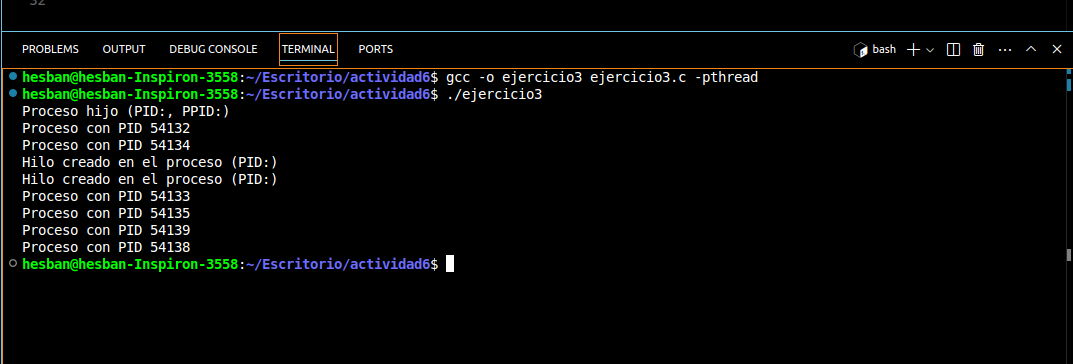 32
PROBLEMS OUTPUT DEBUG CONSOLE TERMINAL PORTS bash
hesban@hesban-Inspiron-3558:~/Escritorio/actividad6$ gcc -o ejercicio3 ejercicio3.c -pthread
hesban@hesban-Inspiron-3558:~/Escritorio/actividad6$ ./ejercicio3
Proceso hijo (PID:, PPID:)
Proceso con PID 54132
Proceso con PID 54134
Hilo creado en el proceso (PID:)
Hilo creado en el proceso (PID:)
Proceso con PID 54133
Proceso con PID 54135
Proceso con PID 54139
Proceso con PID 54138
hesban@hesban-Inspiron-3558:~/Escritorio/actividad6$